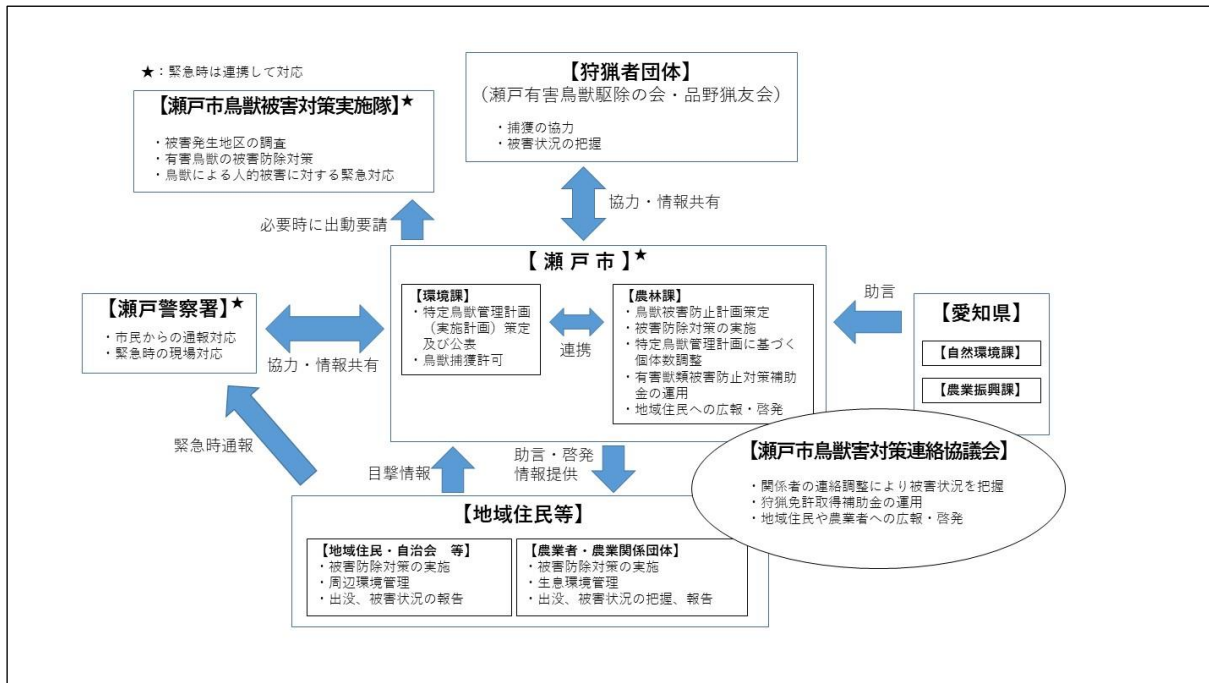 ★：緊急時は連携して対応
【瀬戸市鳥獣被害対策実施隊】★
・被害発生地区の調査
・有害鳥獣の被害防除対策
・鳥獣による人的被害に対する緊急対応
【狩猟者団体】
（瀬戸有害鳥獣駆除の会・品野猟友会）
・捕獲の協力
・被害状況の把握
必要時に出動要請
協力・情報共有
【瀬戸市】★
【環境課】
・特定鳥獣管理計画
（実施計画）策定
及び公表
・鳥獣捕獲許可
連携
【農林課】
・鳥獣被害防止計画策定
・被害防除対策の実施
・特定鳥獣管理計画に基づく
個体数調整
・有害獣類被害防止対策補助
金の運用
・地域住民への広報・啓発
【瀬戸警察署】★
・市民からの通報対応
・緊急時の現場対応
協力・情報共有
助言
【愛知県】
【自然環境課】
【農業振興課】
緊急時通報
目撃情報
助言・啓発
情報提供
【瀬戸市鳥獣害対策連絡協議会】
・関係者の連絡調整により被害状況を把握
・狩猟免許取得補助金の運用
・地域住民や農業者への広報・啓発
【地域住民等】
【地域住民・自治会　等】
・被害防除対策の実施
・周辺環境管理
・出没、被害状況の報告
【農業者・農業関係団体】
・被害防除対策の実施
・生息環境管理
・出没、被害状況の把握、報告